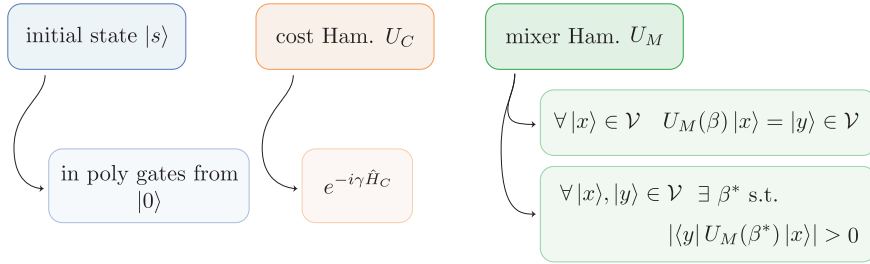 initial state |s⟩
cost Ham. U_C
mixer Ham. U_M
∀ |x⟩ ∈ 𝒱 U_M(β) |x⟩ = |y⟩ ∈ 𝒱
in poly gates from
|0⟩
e^{-iγĤ_C}
∀ |x⟩, |y⟩ ∈ 𝒱 ∃ β* s.t.
|⟨y| U_M(β*) |x⟩| > 0